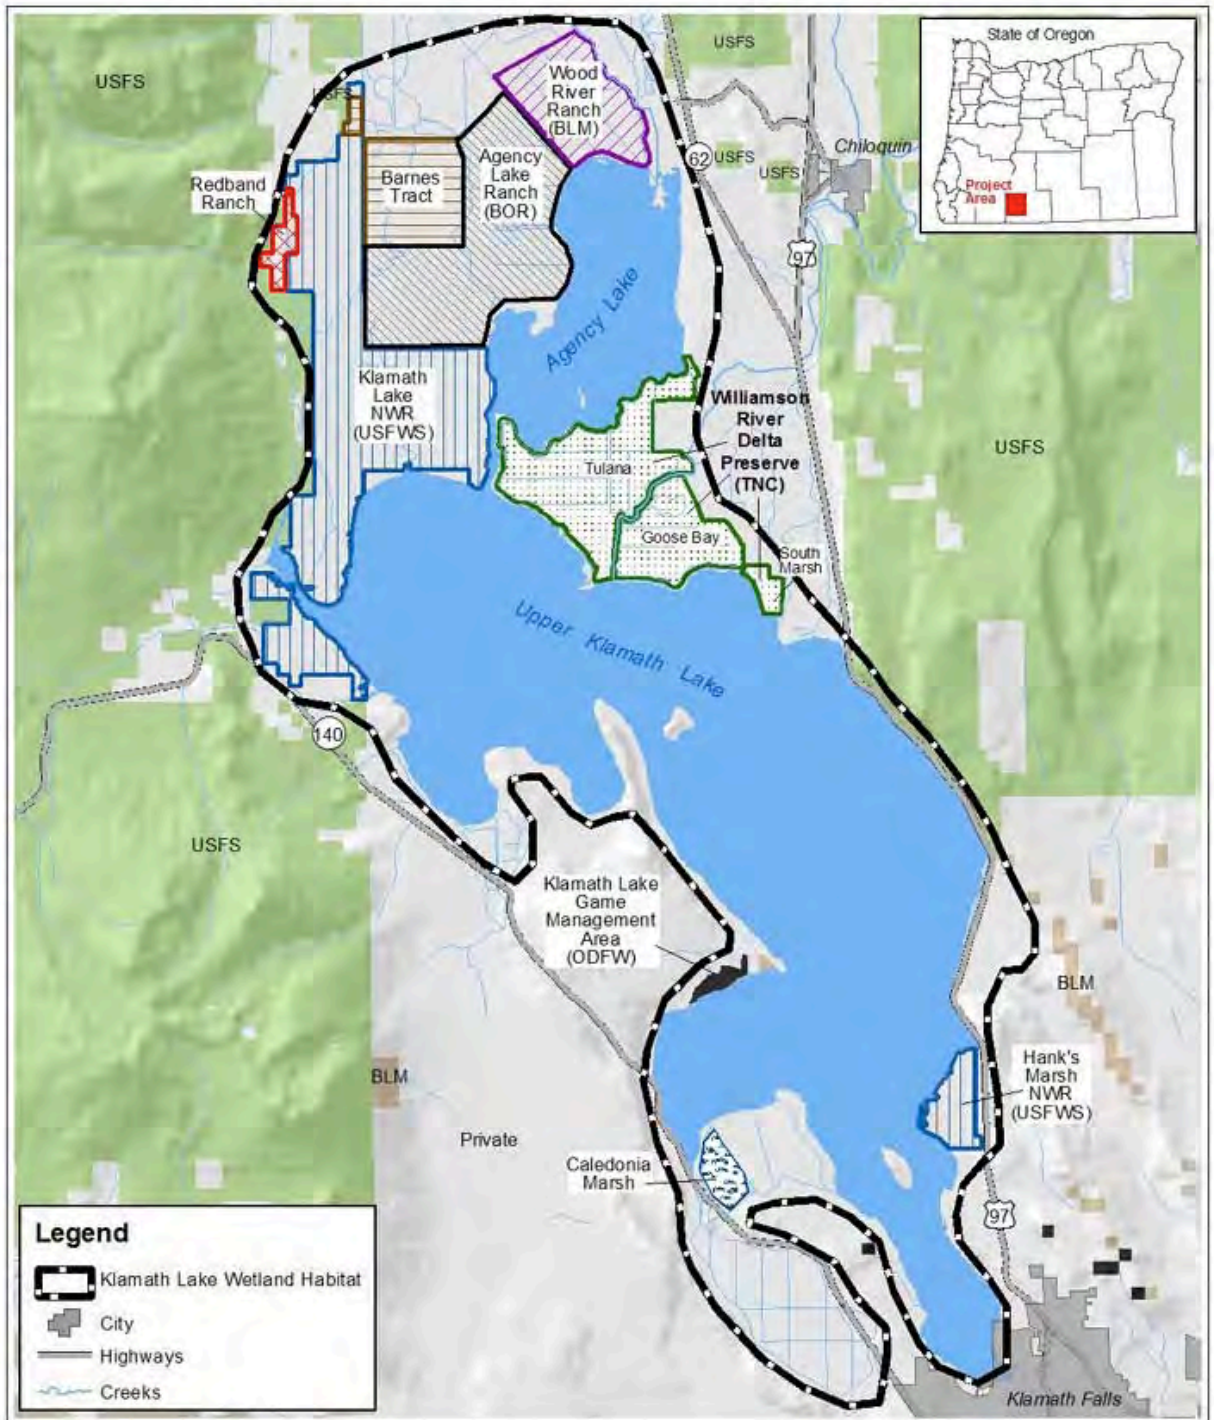 State of Oregon
Project
Area
USFS
USFS
USFS
Wood
River
Ranch
(BLM)
Agency
Lake
Ranch
(BOR)
Barnes
Tract
Redband
Ranch
62
USFS
USFS
Chiloquin
97
Agency Lake
Klamath
Lake
NWR
(USFWS)
Williamson
River
Delta
Preserve
(TNC)
Tulana
Goose Bay
South
Marsh
USFS
Upper Klamath Lake
140
USFS
Klamath Lake
Game
Management
Area
(ODFW)
BLM
BLM
Hank's
Marsh
NWR
(USFWS)
Private
Caledonia
Marsh
97
Klamath Falls
Legend
Klamath Lake Wetland Habitat
City
Highways
Creeks